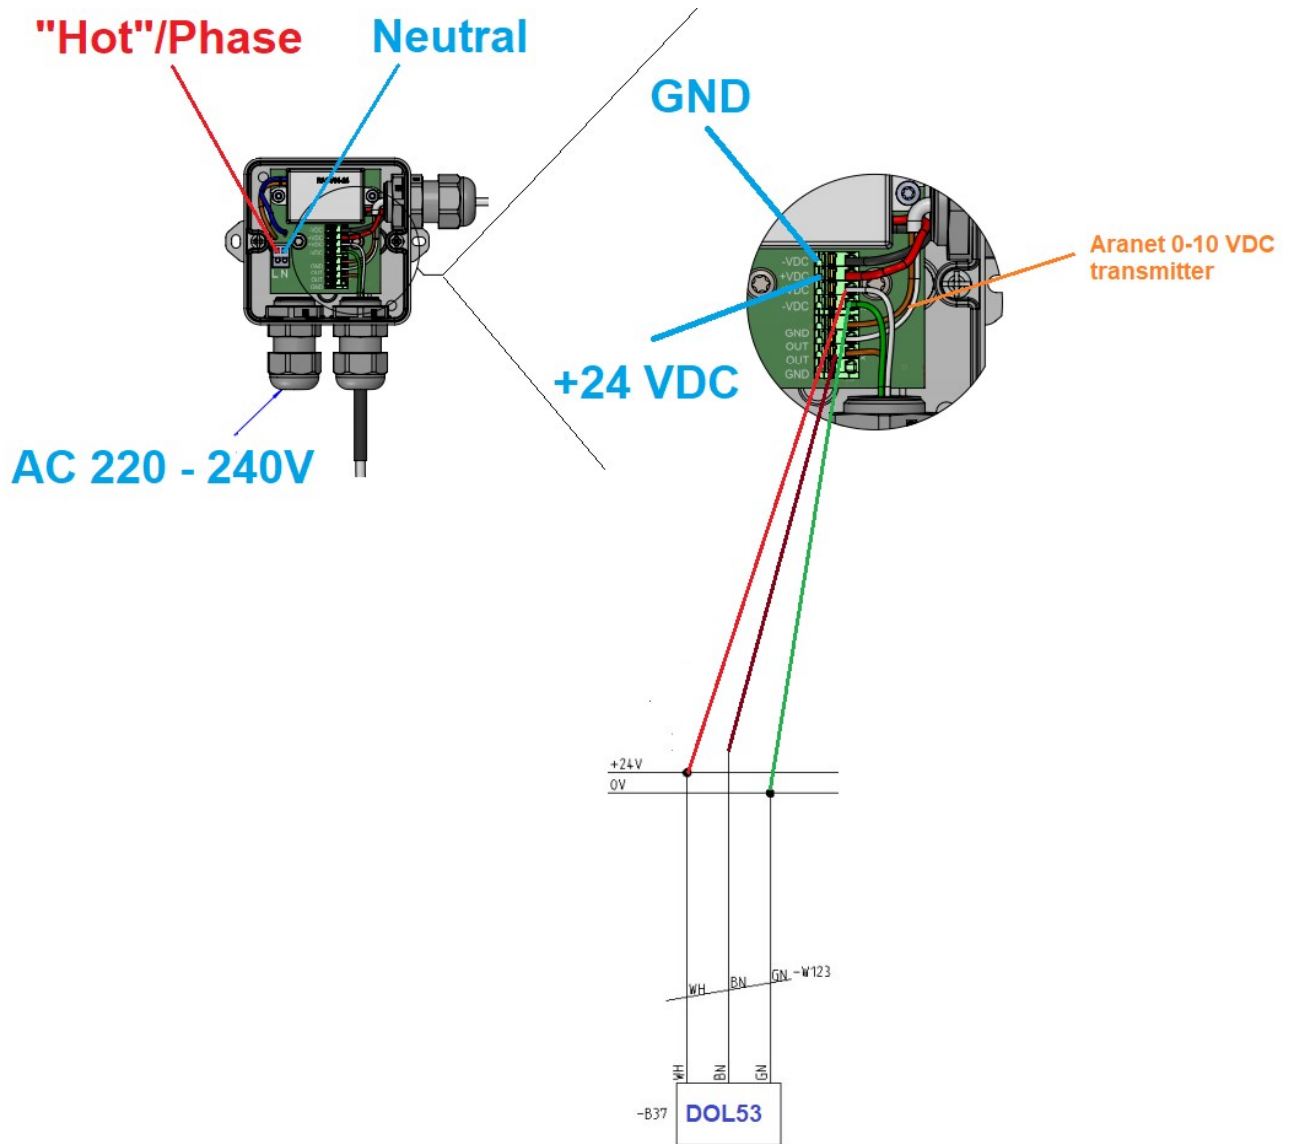 "Hot"/Phase
Neutral
GND
L N
AC 220 - 240V
-VDC
+VDC
-VDC
GND
OUT
OUT
GND
+24 VDC
Aranet 0-10 VDC
transmitter
+24V
0V
WH
BN
GN
-W123
WH
BN
GN
-B37
DOL53